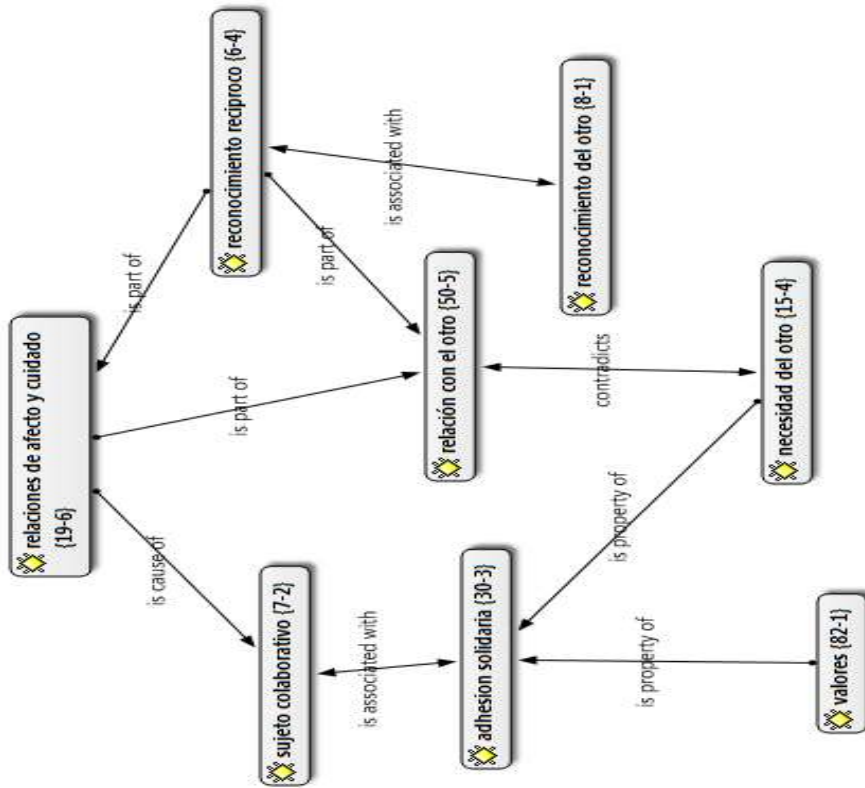 relaciones de afecto y cuidado
{19-6}
is part of
reconocimiento reciproco {6-4}
is cause of
is part of
is part of
is associated with
sujeto colaborativo {7-2}
relación con el otro {50-5}
reconocimiento del otro {8-1}
is associated with
contradicts
adhesion solidaria {30-3}
is property of
necesidad del otro {15-4}
is property of
valores {82-1}